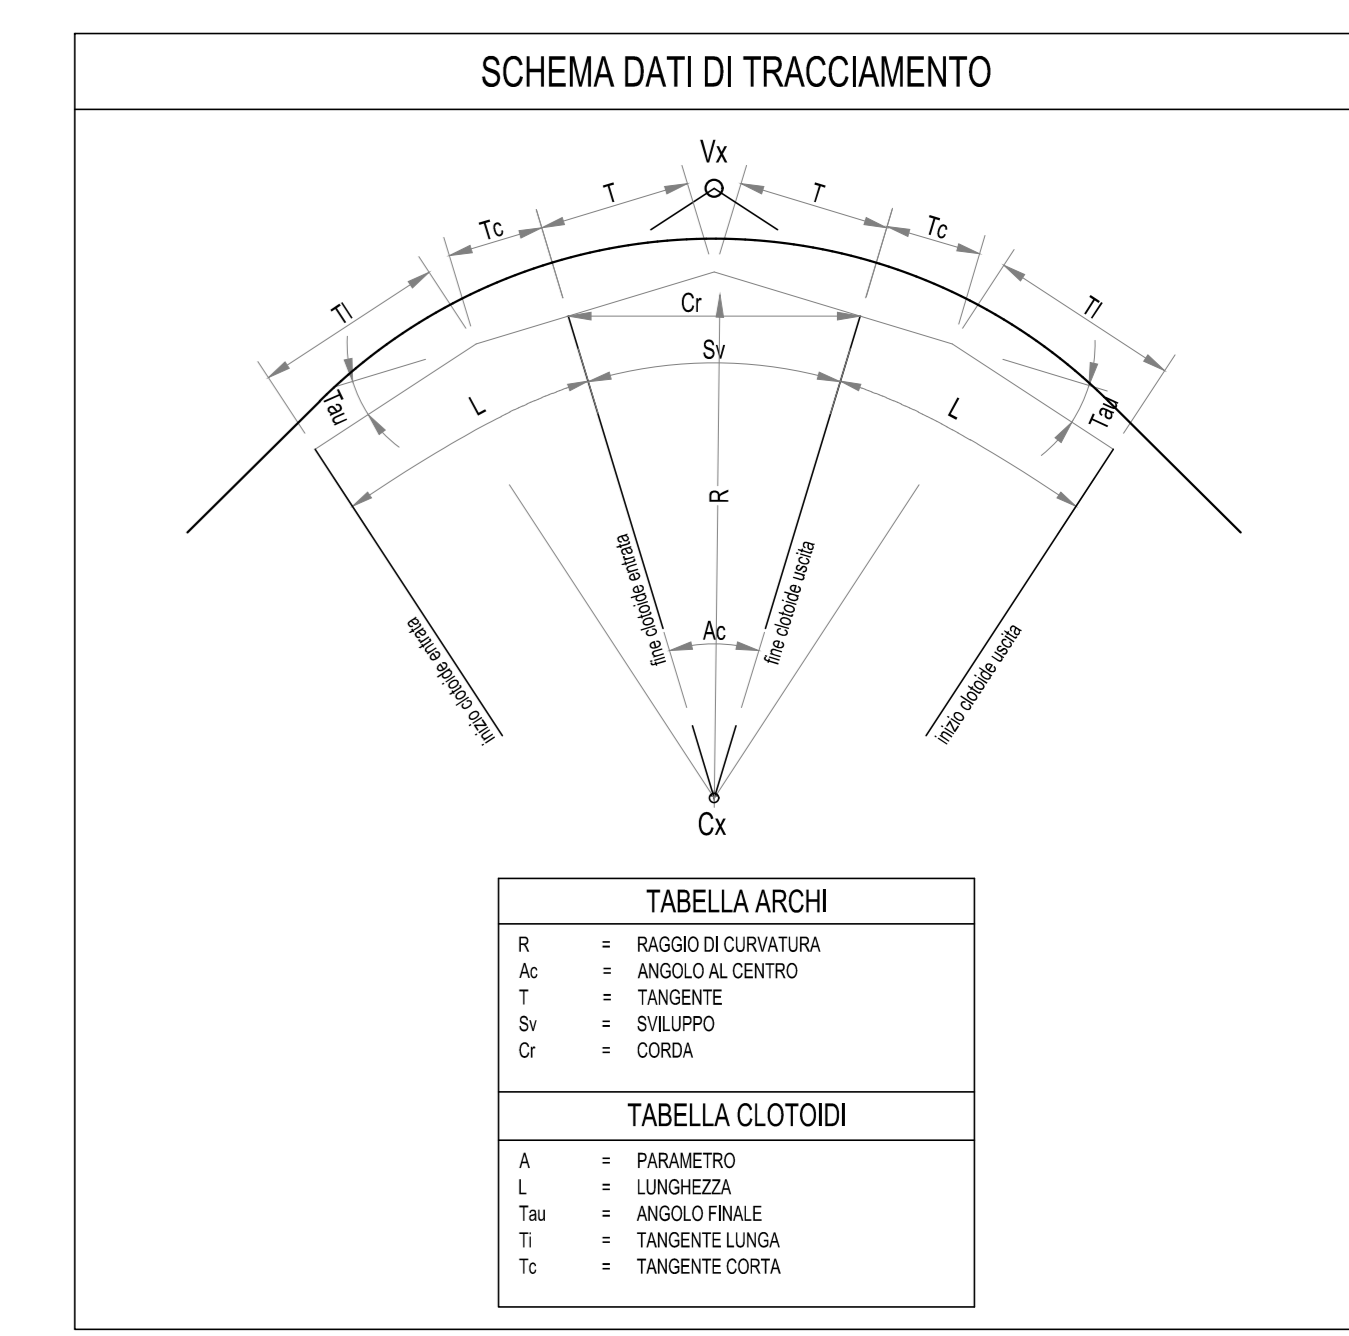 SCHEMA DATI DI TRACCIAMENTO
Vx
T T
Tc Tc
Tl Tl
Cr
Sv
Tau Tau
L L
R
fine clotoide entrata
fine clotoide uscita
Ac
inizio clotoide entrata
inizio clotoide uscita
Cx
TABELLA ARCHI
R = RAGGIO DI CURVATURA
Ac = ANGOLO AL CENTRO
T = TANGENTE
Sv = SVILUPPO
Cr = CORDA
TABELLA CLOTOIDI
A = PARAMETRO
L = LUNGHEZZA
Tau = ANGOLO FINALE
Ti = TANGENTE LUNGA
Tc = TANGENTE CORTA